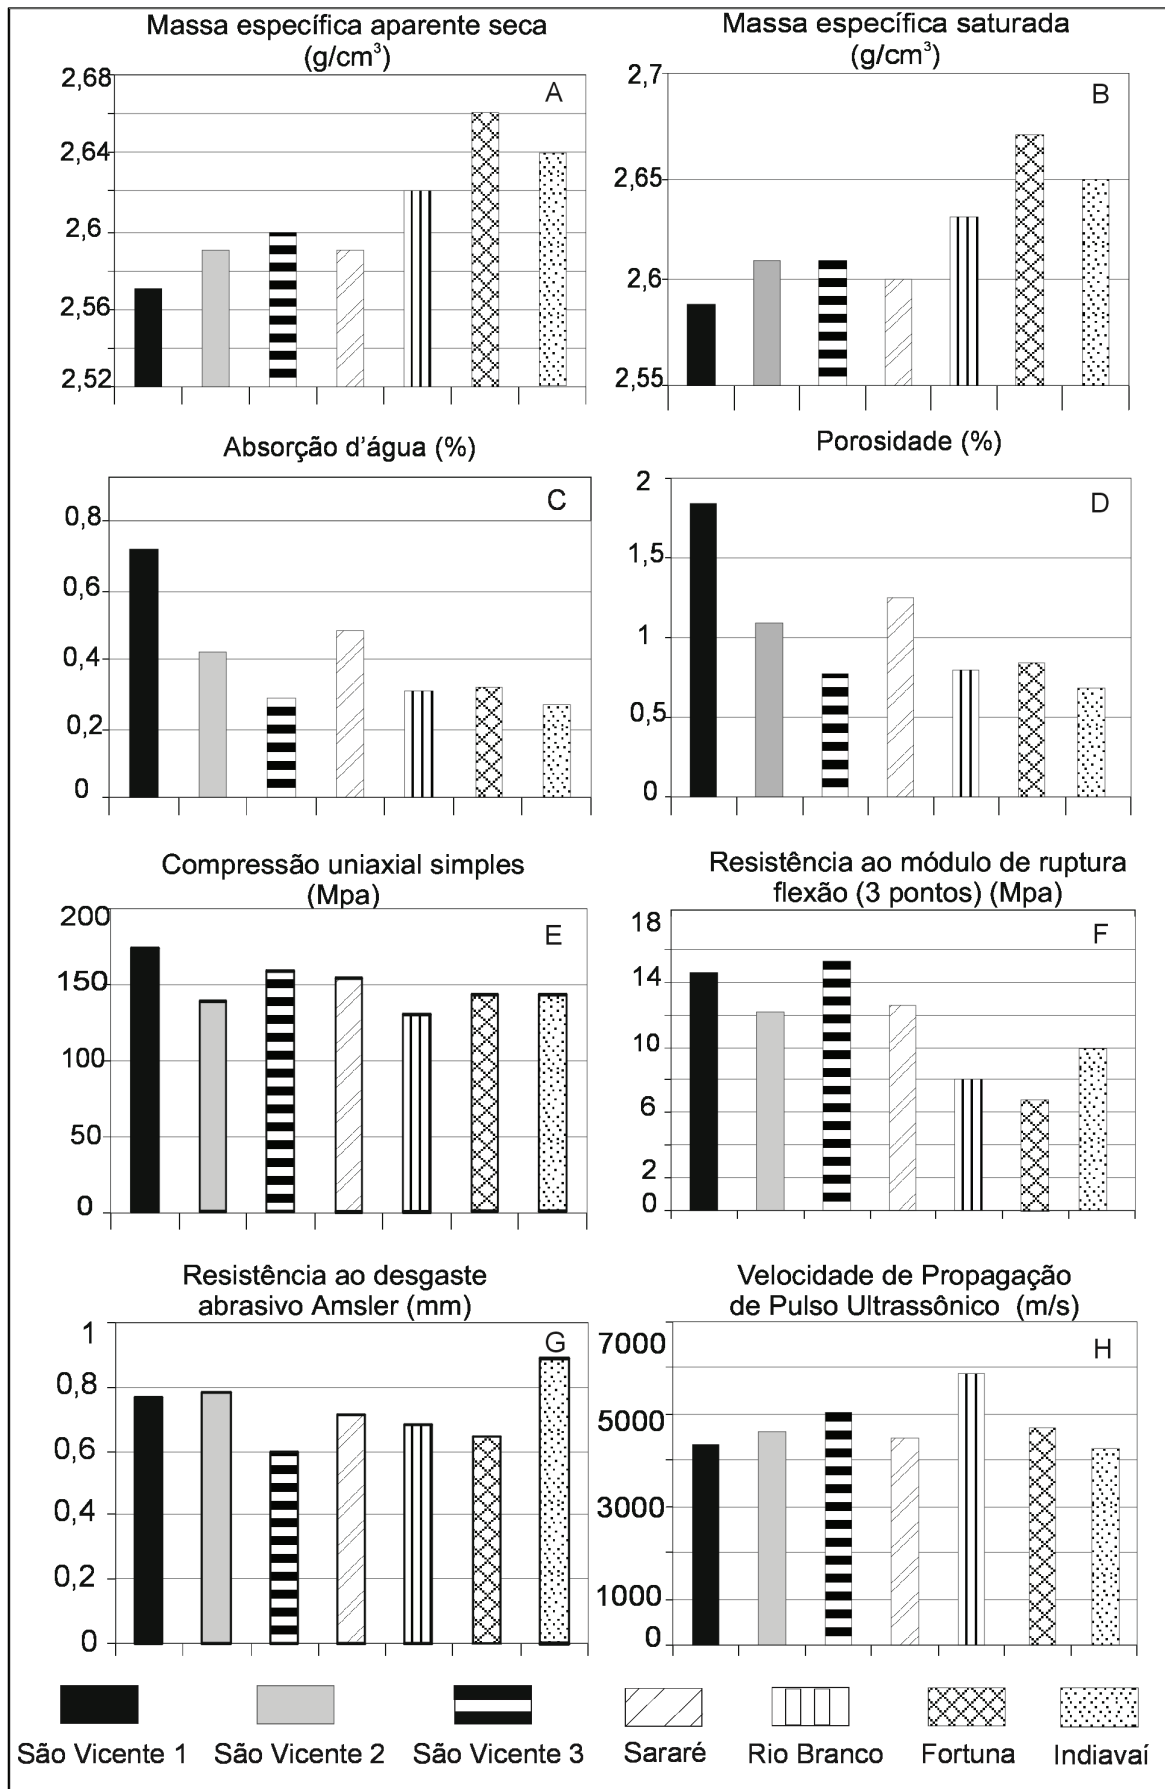 Massa específica aparente seca
(g/cm³)
A
2,68
2,64
2,6
2,56
2,52
Massa específica saturada
(g/cm³)
B
2,7
2,65
2,6
2,55
Absorção d'água (%)
C
0,8
0,6
0,4
0,2
0
Porosidade (%)
D
2
1,5
1
0,5
0
Compressão uniaxial simples
(Mpa)
E
200
150
100
50
0
Resistência ao módulo de ruptura
flexão (3 pontos) (Mpa)
F
18
14
10
6
2
0
Resistência ao desgaste
abrasivo Amsler (mm)
G
1
0,8
0,6
0,4
0,2
0
Velocidade de Propagação
de Pulso Ultrassônico (m/s)
H
7000
5000
3000
1000
0
São Vicente 1
São Vicente 2
São Vicente 3
Sararé
Rio Branco
Fortuna
Indiavaí